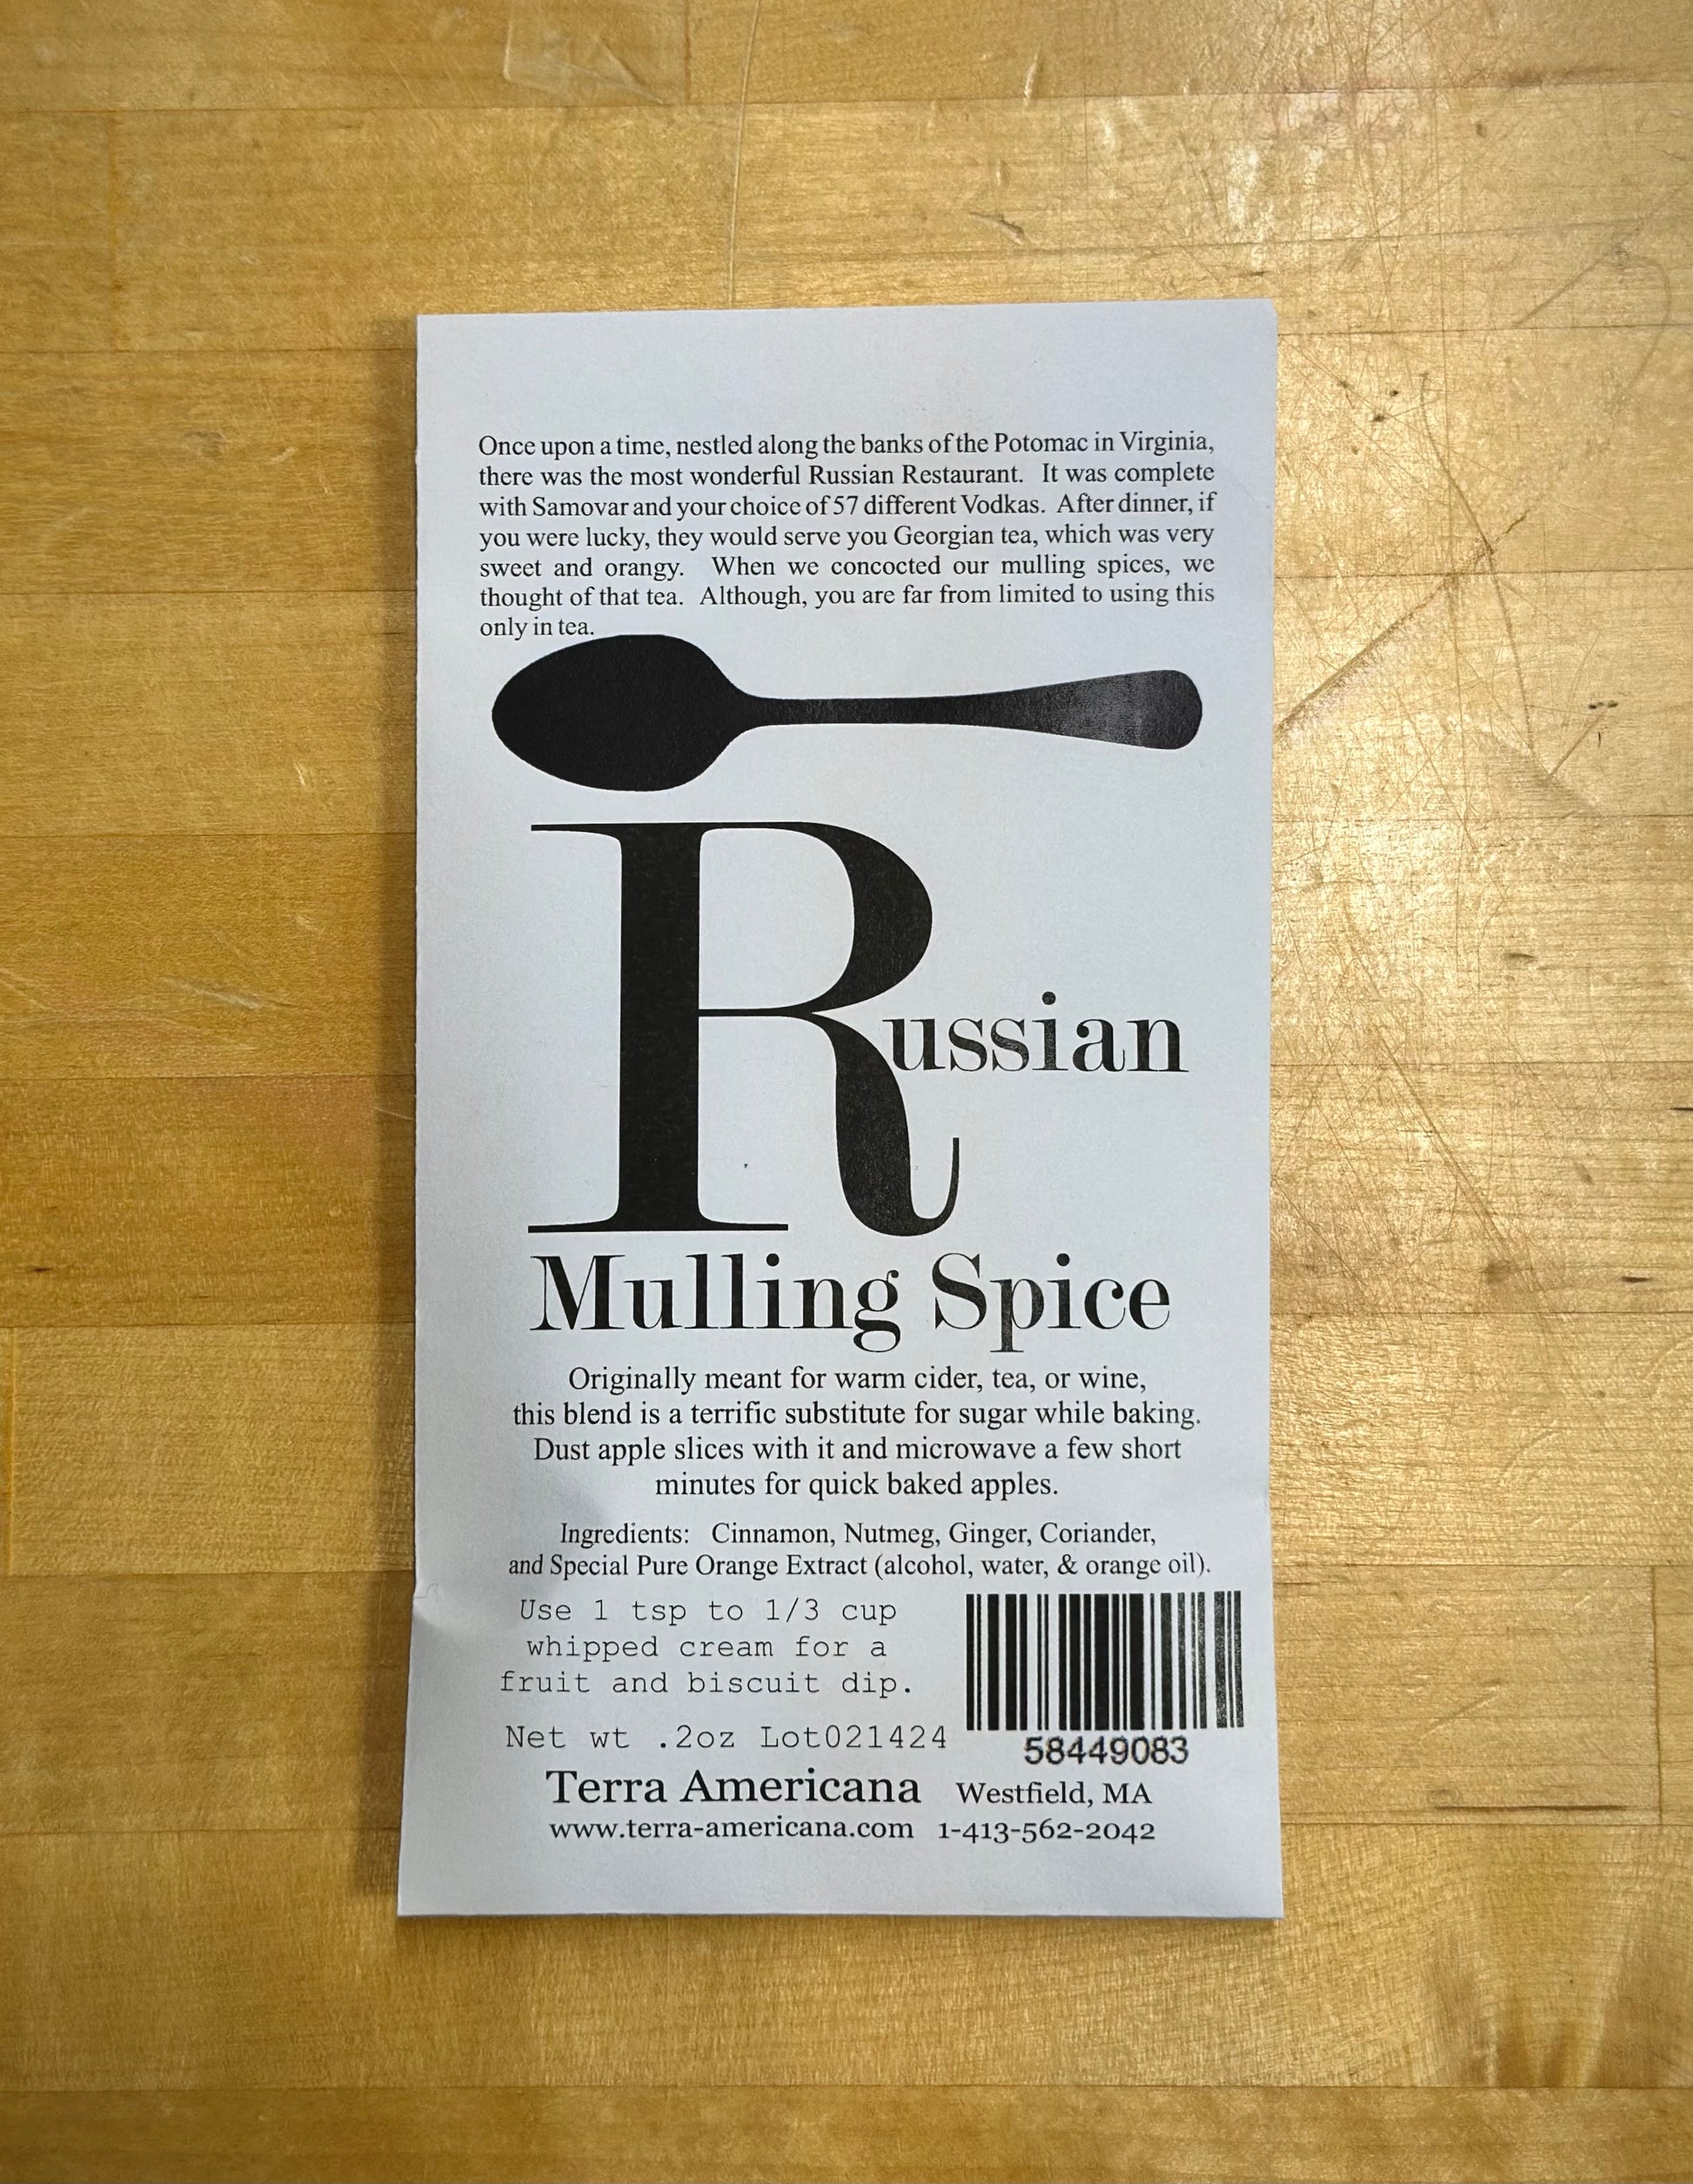 Once upon a time, nestled along the banks of the Potomac in Virginia,
there was the most wonderful Russian Restaurant. It was complete
with Samovar and your choice of 57 different Vodkas. After dinner, if
you were lucky, they would serve you Georgian tea, which was very
sweet and orangy. When we concocted our mulling spices, we
thought of that tea. Although, you are far from limited to using this
only in tea.
Russian
Mulling Spice
Originally meant for warm cider, tea, or wine,
this blend is a terrific substitute for sugar while baking.
Dust apple slices with it and microwave a few short
minutes for quick baked apples.
Ingredients: Cinnamon, Nutmeg, Ginger, Coriander,
and Special Pure Orange Extract (alcohol, water, & orange oil).
Use 1 tsp to 1/3 cup
whipped cream for a
fruit and biscuit dip.
Net wt .2oz Lot021424
58449083
Terra Americana Westfield, MA
www.terra-americana.com 1-413-562-2042